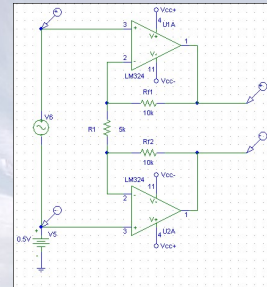 Vcc+
4
U1A
3
+
V+
1
2
-
V-
11
LM324
Vcc-
Rf1
10k
R1
5k
Rf2
10k
V6
LM324
Vcc-
11
2
-
V-
1
V+
3
+
4
U2A
Vcc+
0.5V
V5